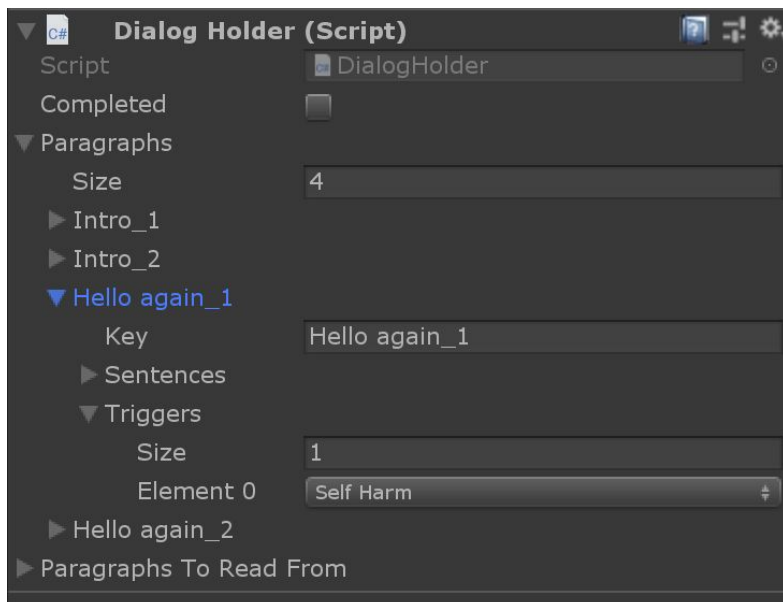 C# Dialog Holder (Script)
Script DialogHolder
Completed
Paragraphs
Size 4
Intro_1
Intro_2
Hello again_1
Key Hello again_1
Sentences
Triggers
Size 1
Element 0 Self Harm
Hello again_2
Paragraphs To Read From